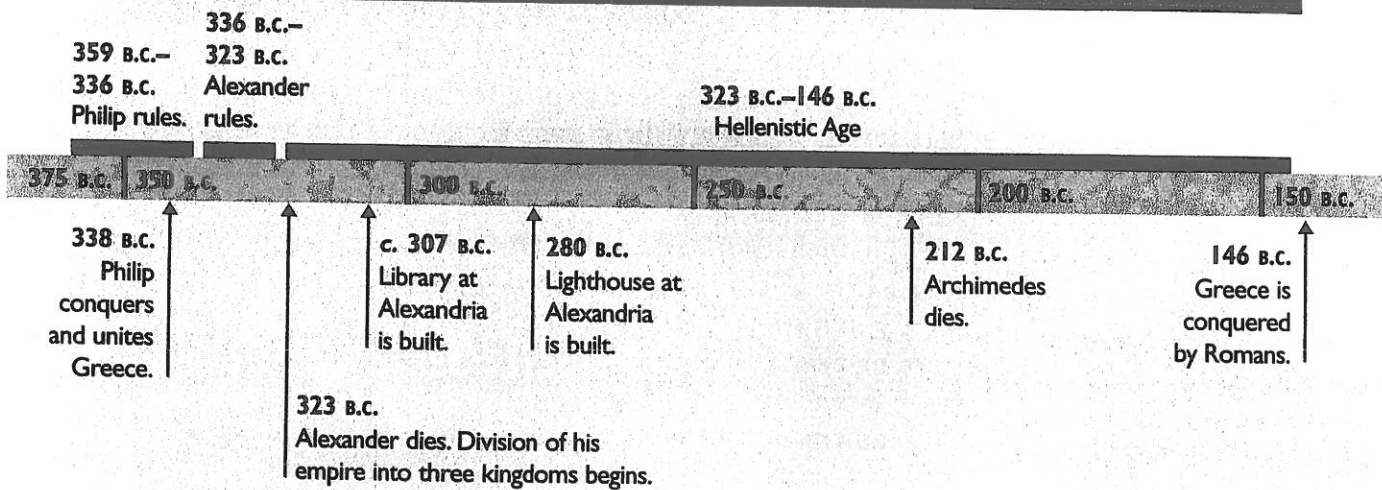 359 B.C.–
336 B.C.
Philip rules.
336 B.C.–
323 B.C.
Alexander
rules.
323 B.C.–146 B.C.
Hellenistic Age
375 B.C. 350 B.C. 300 B.C. 250 B.C. 200 B.C. 150 B.C.
338 B.C.
Philip
conquers
and unites
Greece.
323 B.C.
Alexander dies. Division of his
empire into three kingdoms begins.
c. 307 B.C.
Library at
Alexandria
is built.
280 B.C.
Lighthouse at
Alexandria
is built.
212 B.C.
Archimedes
dies.
146 B.C.
Greece is
conquered
by Romans.